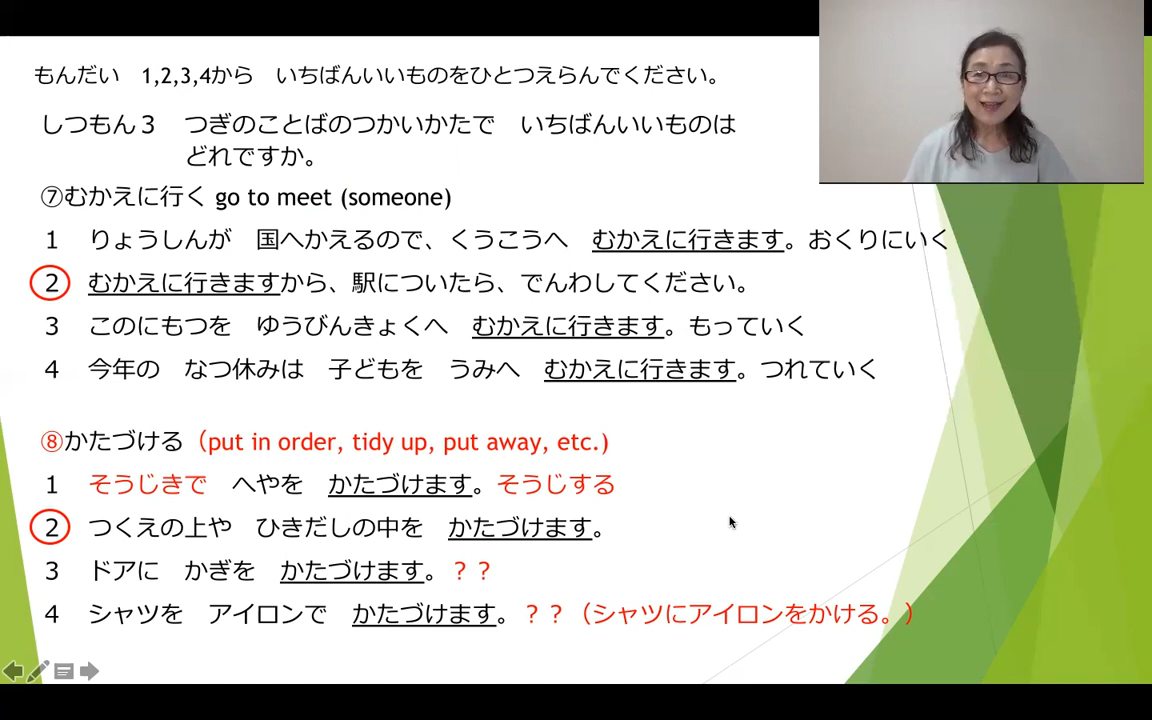 もんだい　1,2,3,4から　いちばんいいものをひとつえらんでください。
しつもん３　つぎのことばのつかいかたで　いちばんいいものは
どれですか。
⑦むかえに行く go to meet (someone)
1　りょうしんが　国へかえるので、くうこうへ　むかえに行きます。おくりにいく
2　むかえに行きますから、駅についたら、でんわしてください。
3　このにもつを　ゆうびんきょくへ　むかえに行きます。もっていく
4　今年の　なつ休みは　子どもを　うみへ　むかえに行きます。つれていく
⑧かたづける（put in order, tidy up, put away, etc.)
1　そうじきで　へやを　かたづけます。そうじする
2　つくえの上や　ひきだしの中を　かたづけます。
3　ドアに　かぎを　かたづけます。？？
4　シャツを　アイロンで　かたづけます。？？（シャツにアイロンをかける。）